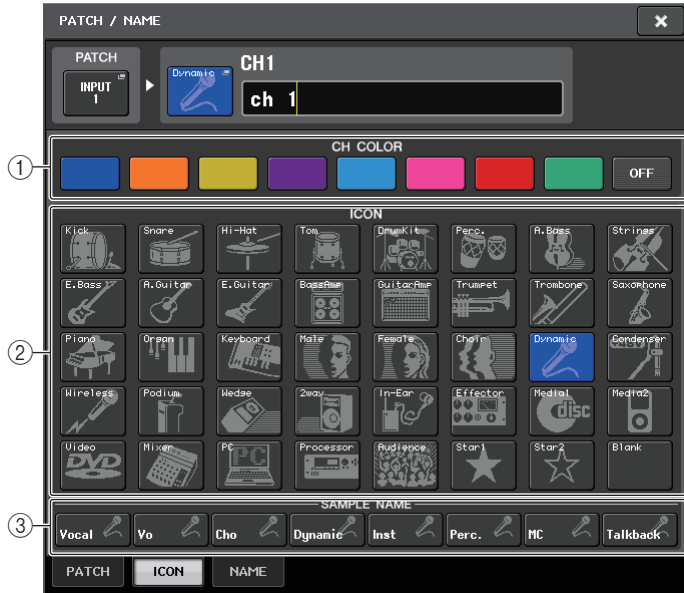 PATCH / NAME
PATCH
INPUT 1
Dynamic
CH1
ch 1
① CH COLOR
OFF
② ICON
Kick Snare Hi-Hat Tom DrumKit Perc. A.Bass Strings
E.Bass A.Guitar E.Guitar BassAmp GuitarAmp Trumpet Trombone Saxophone
Piano Organ Keyboard Male Female Choir Dynamic Condenser
Wireless Podium Wedge 2way In-Ear Effector Media1 disc Media2
Video DVD Mixer PC PC Processor Audience Star1 Star2 Blank
③ SAMPLE NAME
Vocal Vo Cho Dynamic Inst Perc. MC Talkback
PATCH ICON NAME